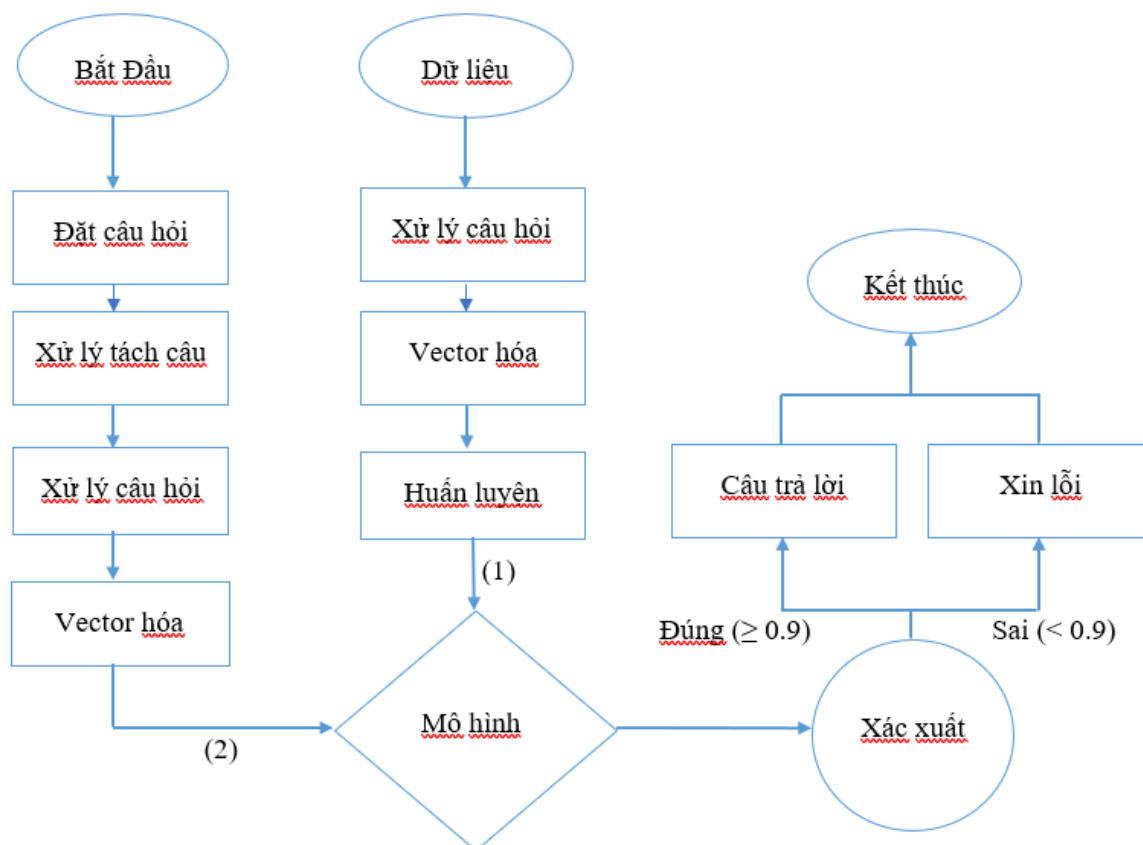 Bắt Đầu
Đặt câu hỏi
Xử lý tách câu
Xử lý câu hỏi
Vector hóa
(2)
Dữ liệu
Xử lý câu hỏi
Vector hóa
Huấn luyện
(1)
Mô hình
Xác xuất
Đúng (≥ 0.9)
Sai (< 0.9)
Câu trả lời
Xin lỗi
Kết thúc